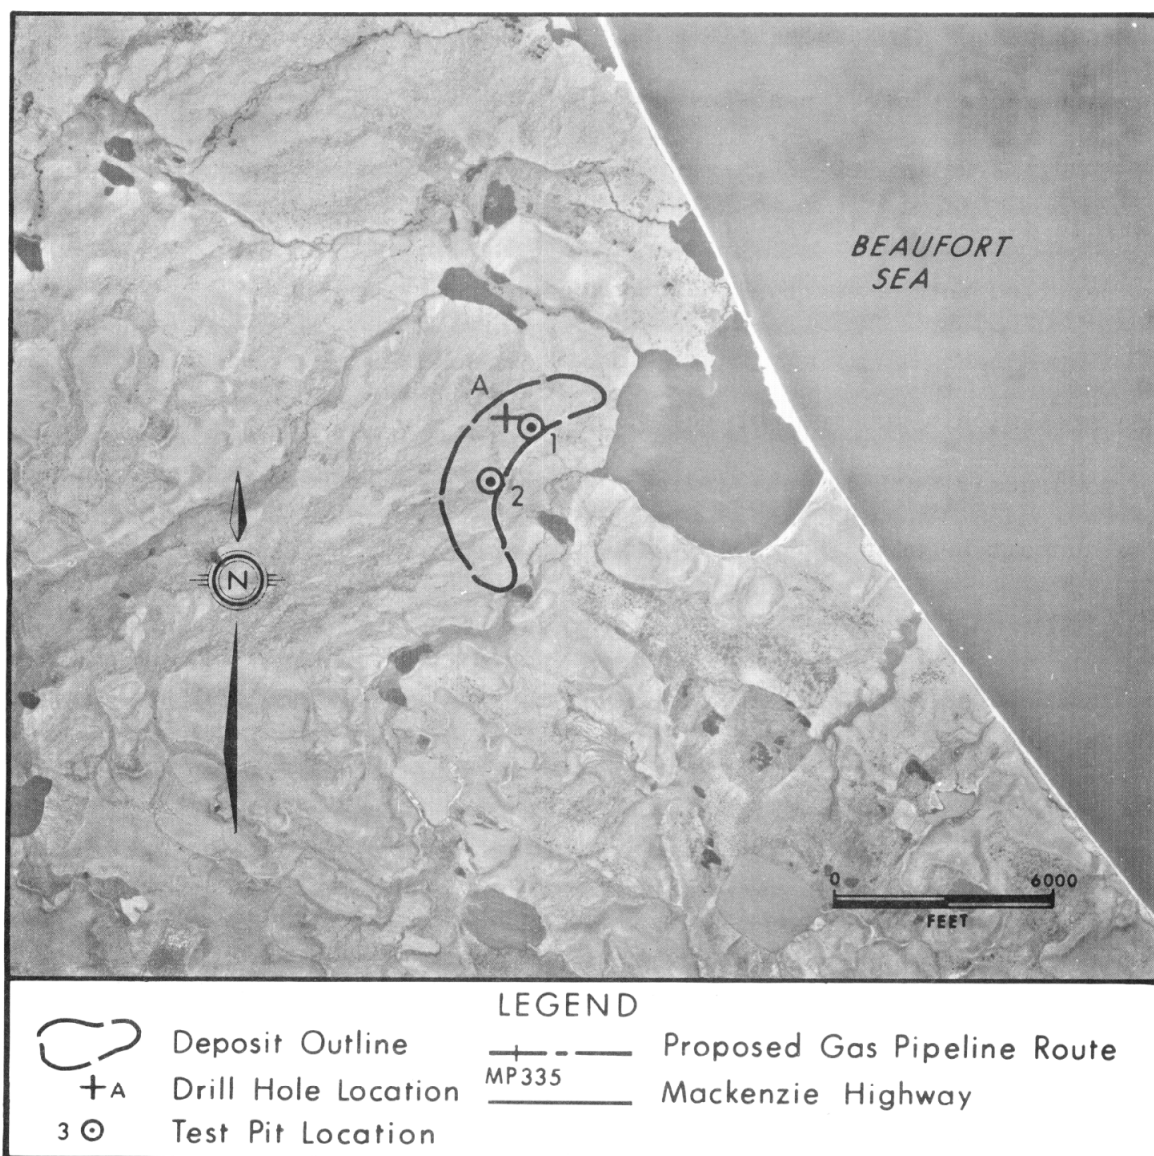 BEAUFORT
SEA
A
1
2
N
0 6000
FEET
LEGEND
Deposit Outline
Proposed Gas Pipeline Route
MP335
+A Drill Hole Location
Mackenzie Highway
3 Test Pit Location